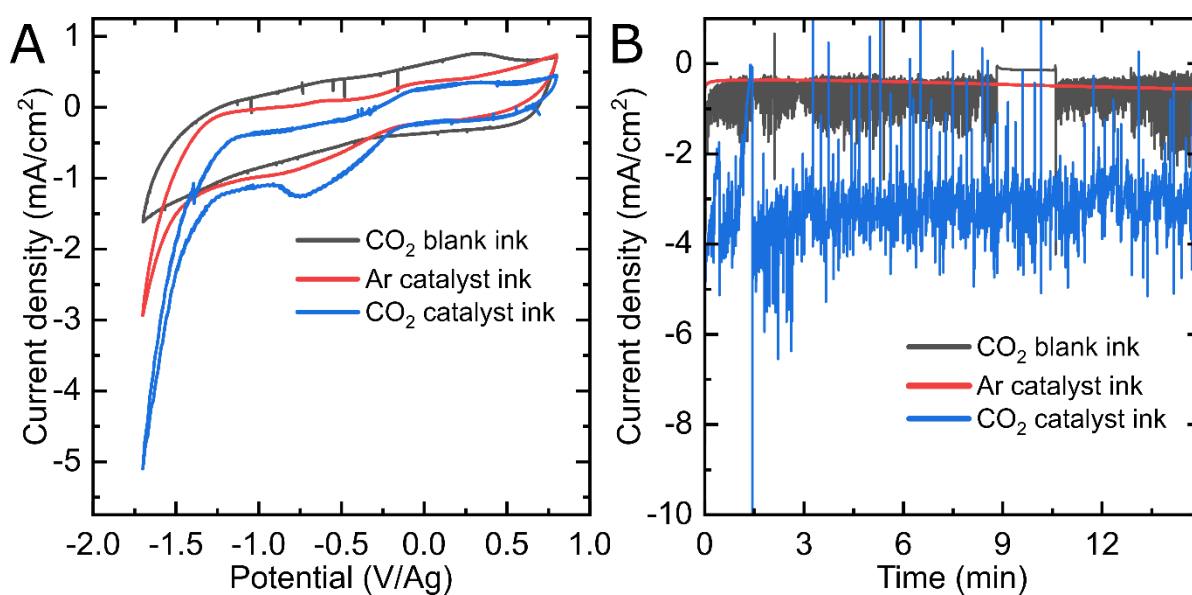 A
1
0
-1
-2
-3
-4
-5
Current density (mA/cm²)
CO₂ blank ink
Ar catalyst ink
CO₂ catalyst ink
-2.0 -1.5 -1.0 -0.5 0.0 0.5 1.0
Potential (V/Ag)
B
0
-2
-4
-6
-8
-10
Current density (mA/cm²)
CO₂ blank ink
Ar catalyst ink
CO₂ catalyst ink
0 3 6 9 12
Time (min)